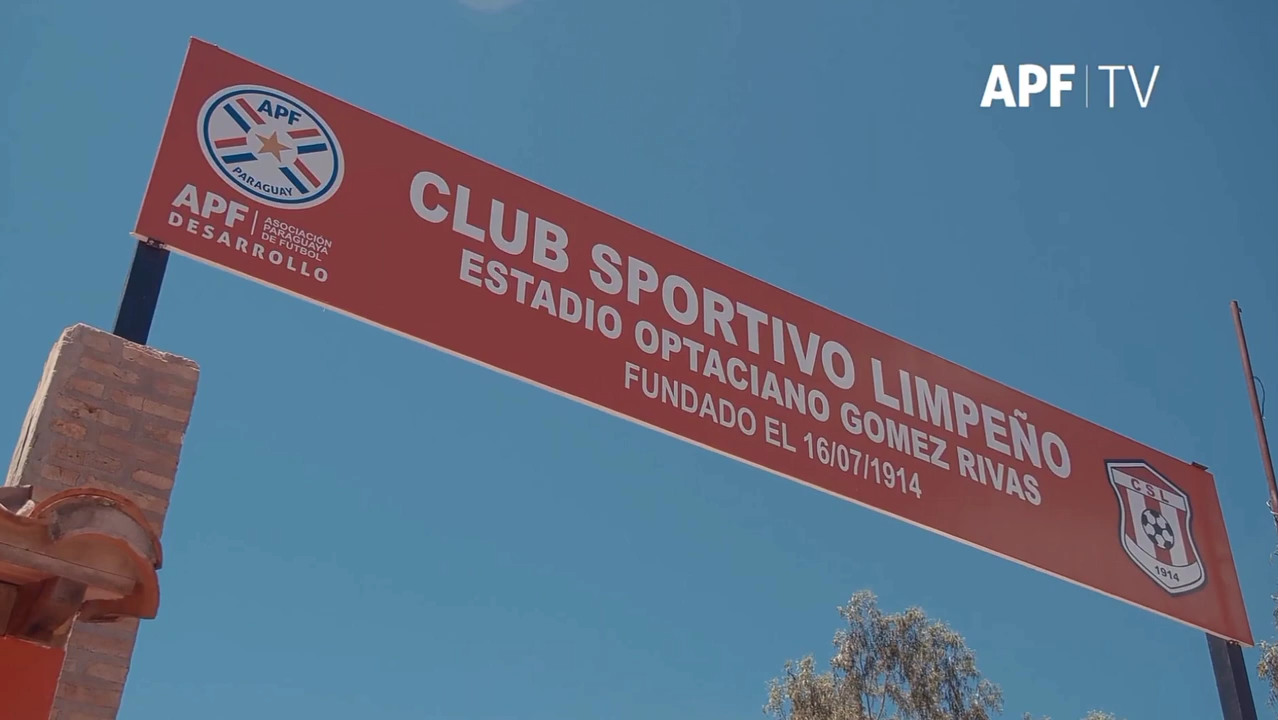 APF | TV
APF
PARAGUAY
APF | ASOCIACIÓN
PARAGUAYA
DE FÚTBOL
DESARROLLO
CLUB SPORTIVO LIMPEÑO
ESTADIO OPTACIANO GOMEZ RIVAS
FUNDADO EL 16/07/1914
CSL
1914